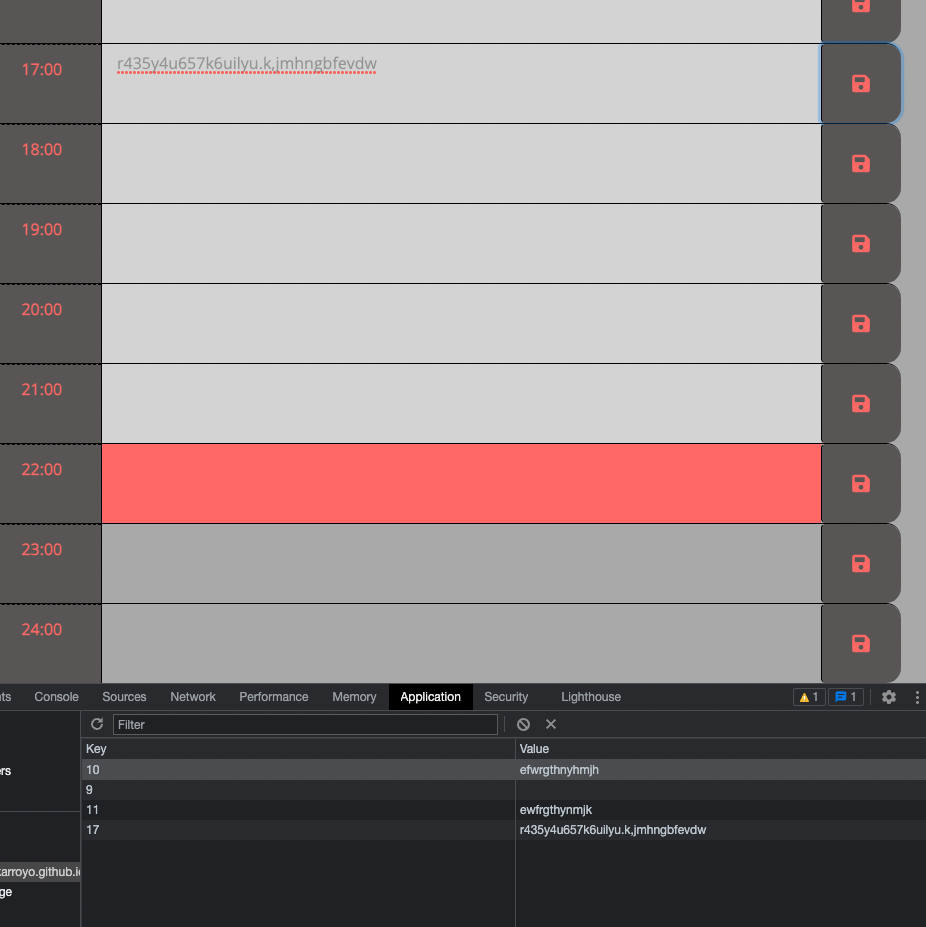 17:00 r435y4u657k6uilyu.k,jmhngbfevdw
18:00
19:00
20:00
21:00
22:00
23:00
24:00
ts Console Sources Network Performance Memory Application Security Lighthouse 1 1
Filter
Key Value
10 efwrgthnyhmjh
ers
9
11 ewfrgthynmjk
17 r435y4u657k6uilyu.k,jmhngbfevdw
karroyo.github.i
ge